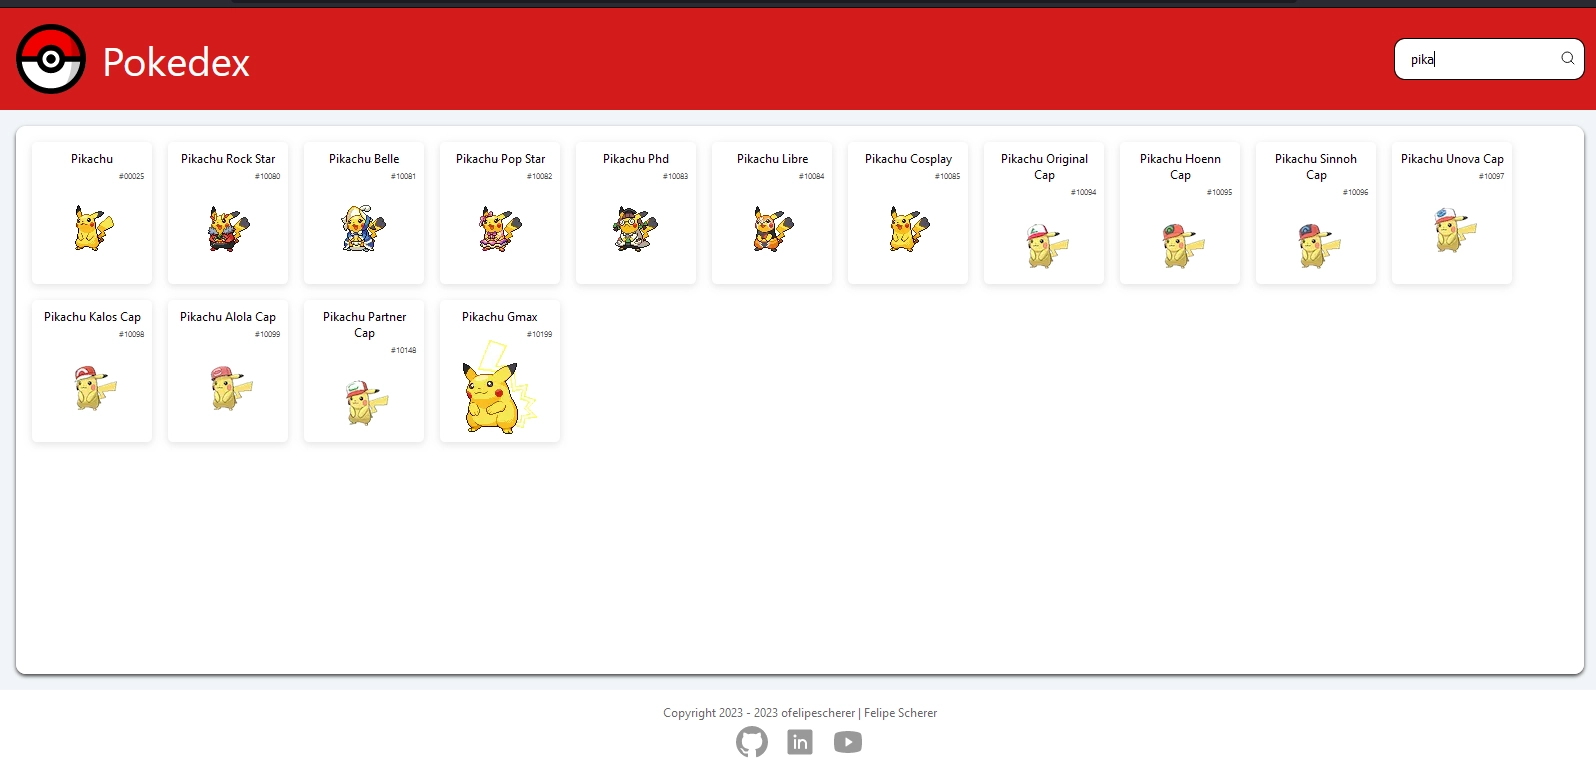 Pokedex
pika
Pikachu
#00025
Pikachu Rock Star
#10080
Pikachu Belle
#10081
Pikachu Pop Star
#10082
Pikachu Phd
#10083
Pikachu Libre
#10084
Pikachu Cosplay
#10085
Pikachu Original
Cap
#10094
Pikachu Hoenn
Cap
#10095
Pikachu Sinnoh
Cap
#10096
Pikachu Unova Cap
#10097
Pikachu Kalos Cap
#10098
Pikachu Alola Cap
#10099
Pikachu Partner
Cap
#10148
Pikachu Gmax
#10199
Copyright 2023 - 2023 ofelipescherer | Felipe Scherer
in